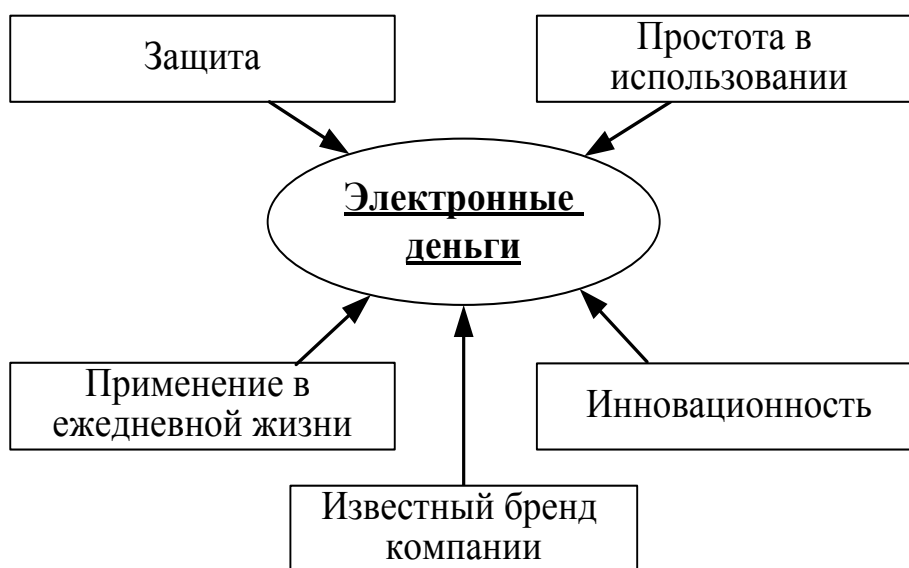 Защита
Простота в
использовании
Электронные
деньги
Применение в
ежедневной жизни
Инновационность
Известный бренд
компании